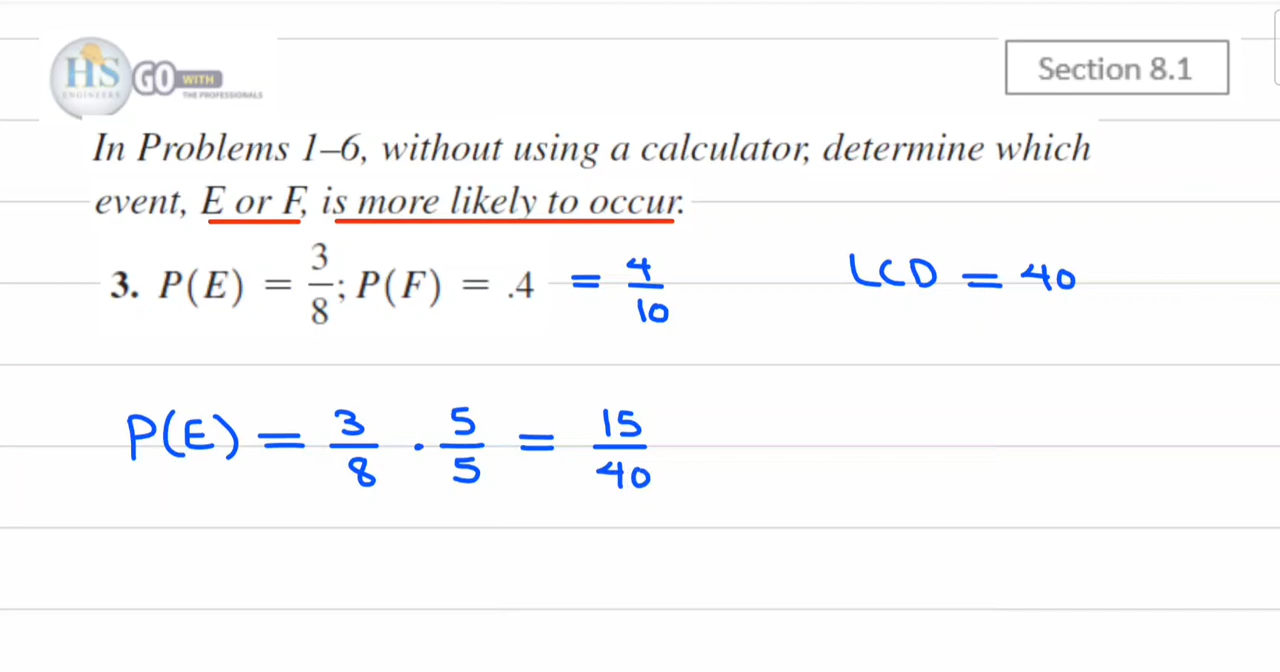 HS GO WITH
ENGINEERS THE PROFESSIONALS
Section 8.1
In Problems 1–6, without using a calculator, determine which
event, E or F, is more likely to occur.
3. P(E) = 3/8; P(F) = .4 = 4/10 LCD = 40
P(E) = 3/8 · 5/5 = 15/40